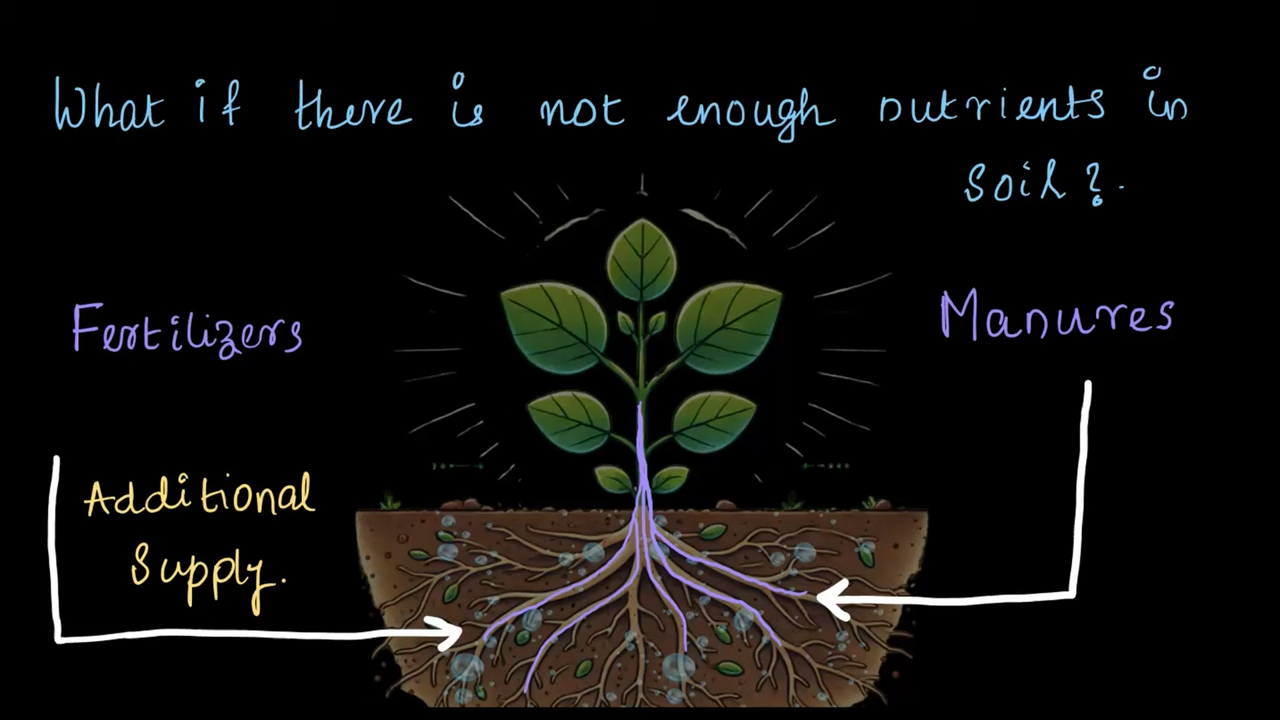 What if there is not enough nutrients in
soil?.
Fertilizers
Manures
Additional
Supply.